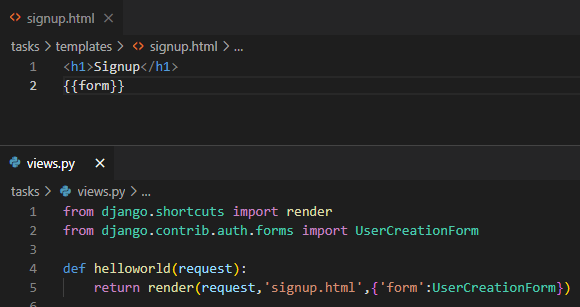 signup.html
tasks > templates > signup.html > ...
1 <h1>Signup</h1>
2 {{form}}
views.py
tasks > views.py > ...
1 from django.shortcuts import render
2 from django.contrib.auth.forms import UserCreationForm
3
4 def helloworld(request):
5     return render(request,'signup.html',{'form':UserCreationForm})
6